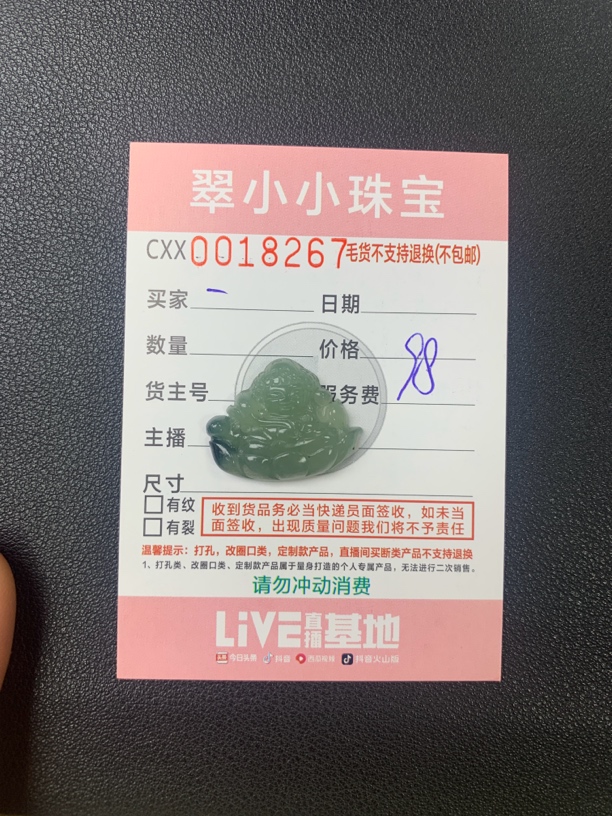 翠小小珠宝
CXX0018267毛货不支持退换(不包邮)
买家 一 日期
数量 价格
货主号 服务费 98
主播
尺寸
有纹
有裂
收到货品务必当快递员面签收，如未当
面签收，出现质量问题我们将不予责任
温馨提示：打孔，改圈口类，定制款产品，直播间买断类产品不支持退换
1、打孔类、改圈口类、定制款产品属于量身打造的个人专属产品，无法进行二次销售。
请勿冲动消费
LiVE直播基地
今日头条 抖音 西瓜视频 抖音火山版